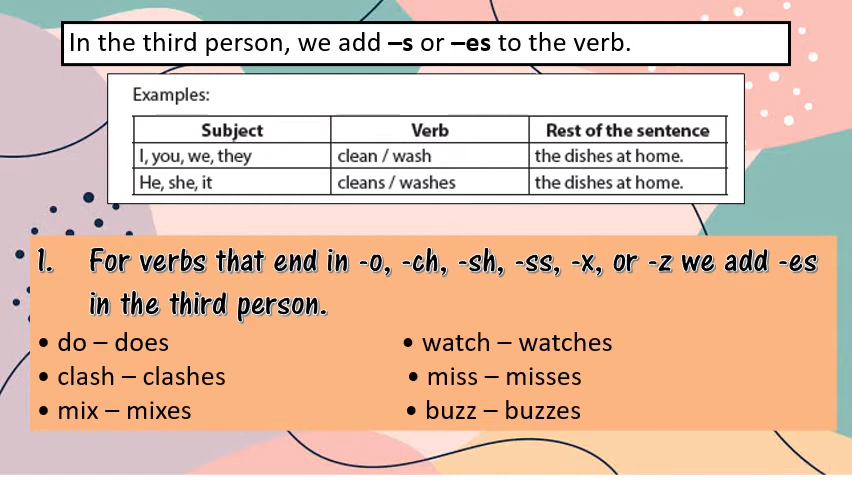 In the third person, we add –s or –es to the verb.
Examples:
Subject Verb Rest of the sentence
I, you, we, they clean / wash the dishes at home.
He, she, it cleans / washes the dishes at home.
1. For verbs that end in -o, -ch, -sh, -ss, -x, or -z we add -es
in the third person.
• do – does • watch – watches
• clash – clashes • miss – misses
• mix – mixes • buzz – buzzes